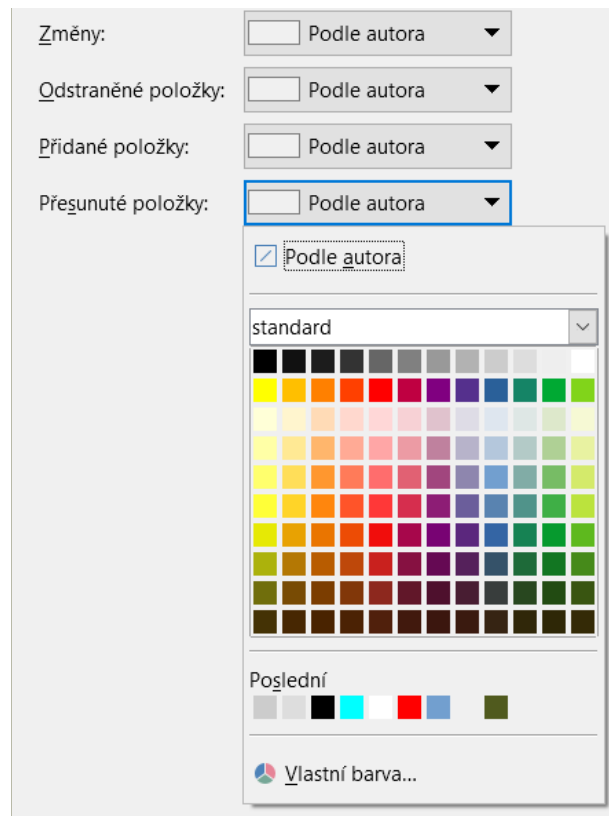 Změny: Podle autora
Odstraněné položky: Podle autora
Přidané položky: Podle autora
Přesunuté položky: Podle autora
Podle autora
standard
Poslední
Vlastní barva...